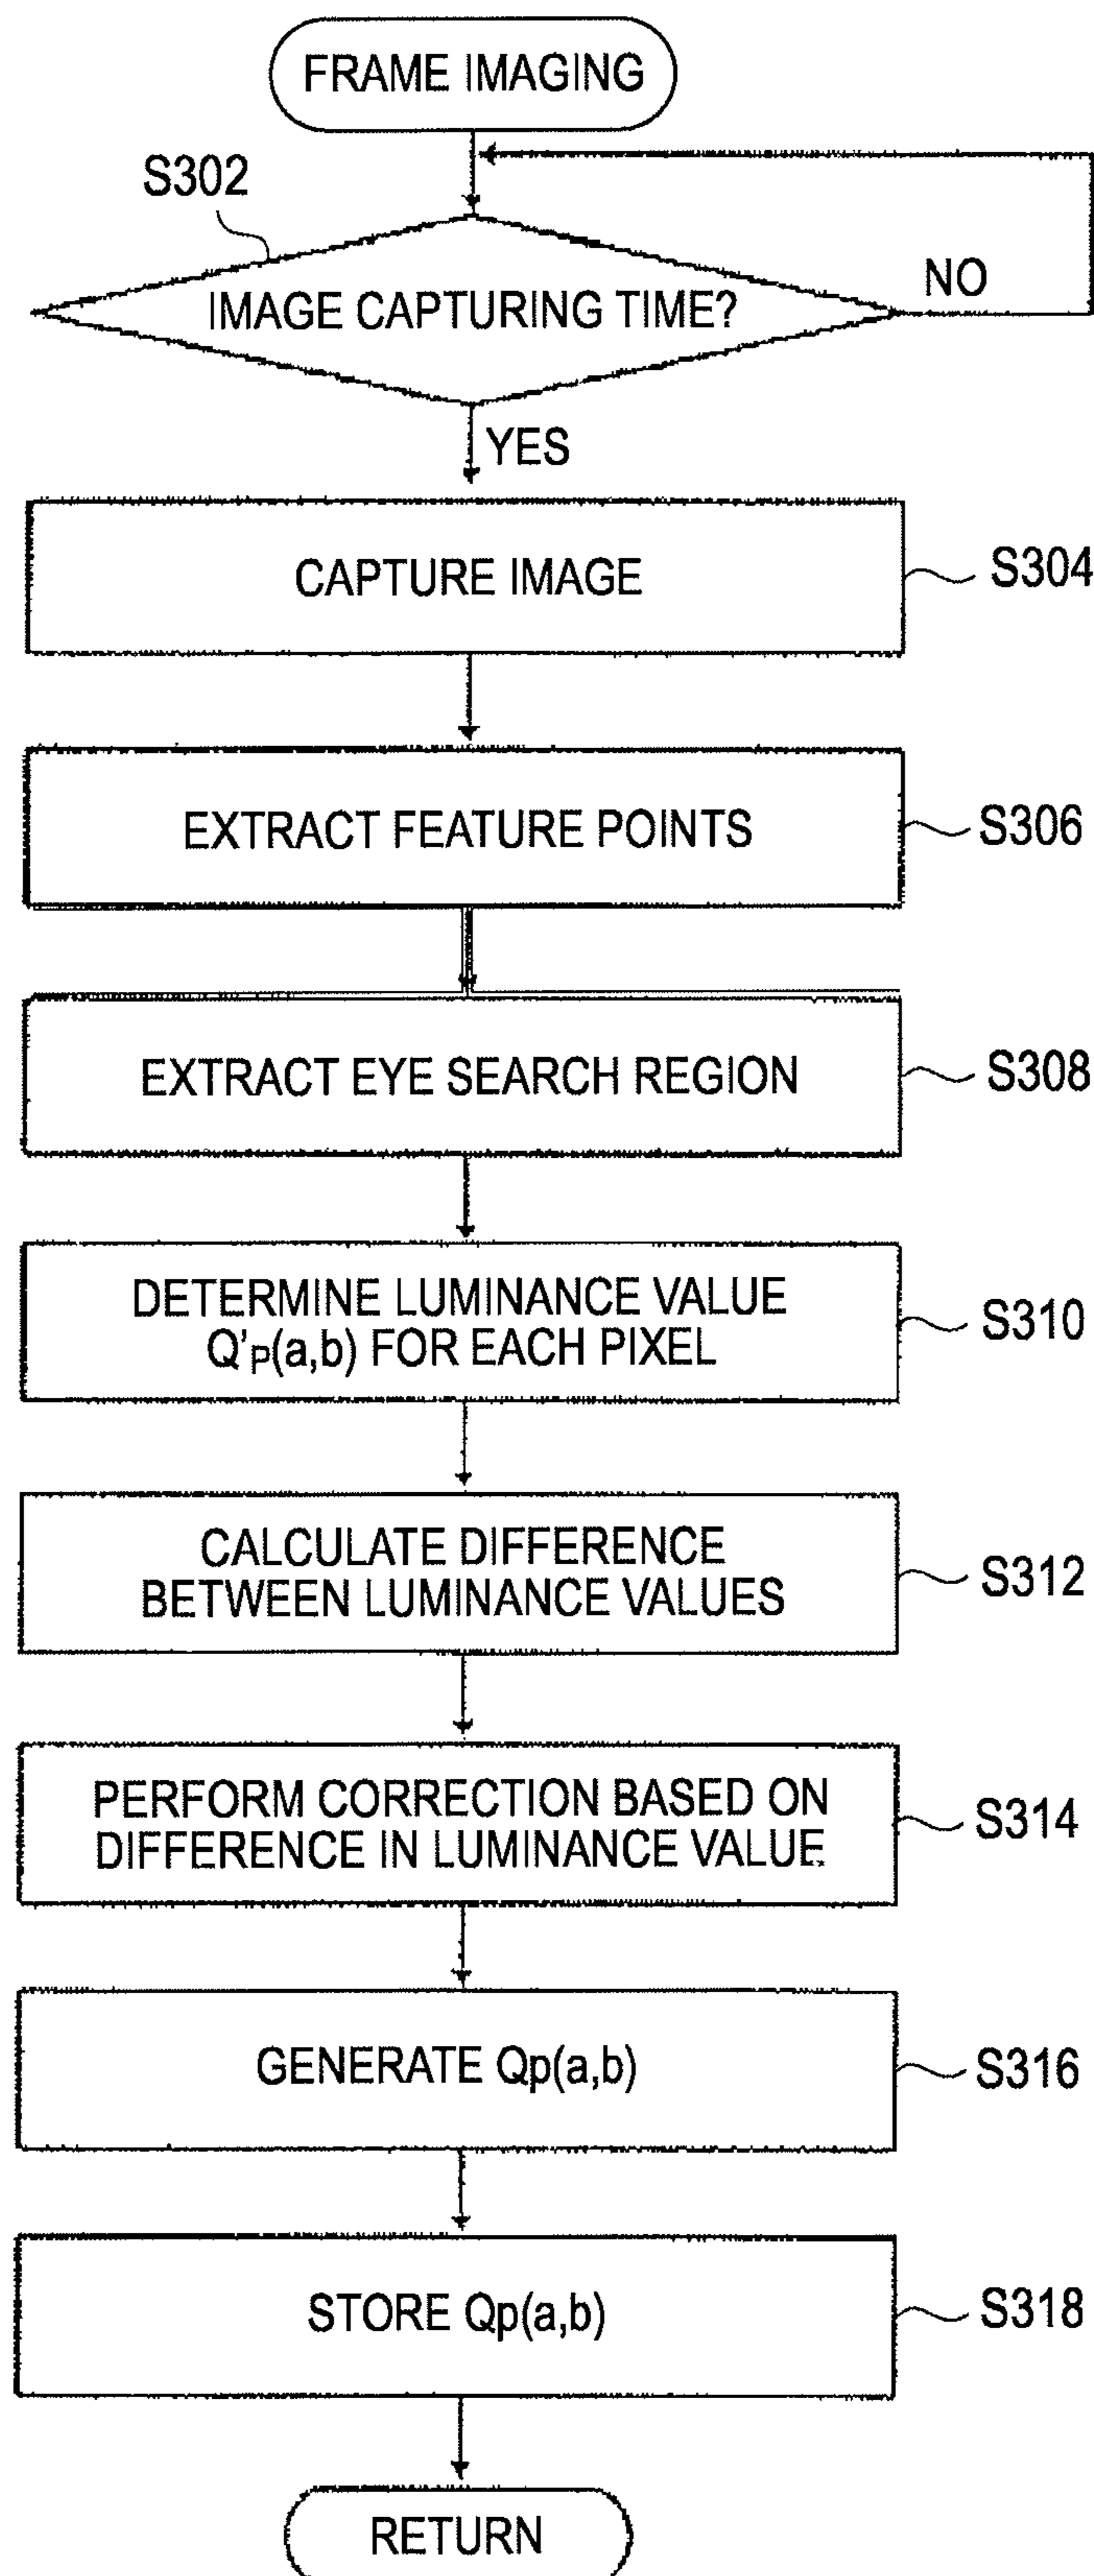 FRAME IMAGING
S302
IMAGE CAPTURING TIME?
NO
YES
CAPTURE IMAGE
S304
EXTRACT FEATURE POINTS
S306
EXTRACT EYE SEARCH REGION
S308
DETERMINE LUMINANCE VALUE
Q'P(a,b) FOR EACH PIXEL
S310
CALCULATE DIFFERENCE
BETWEEN LUMINANCE VALUES
S312
PERFORM CORRECTION BASED ON
DIFFERENCE IN LUMINANCE VALUE
S314
GENERATE Qp(a,b)
S316
STORE Qp(a,b)
S318
RETURN